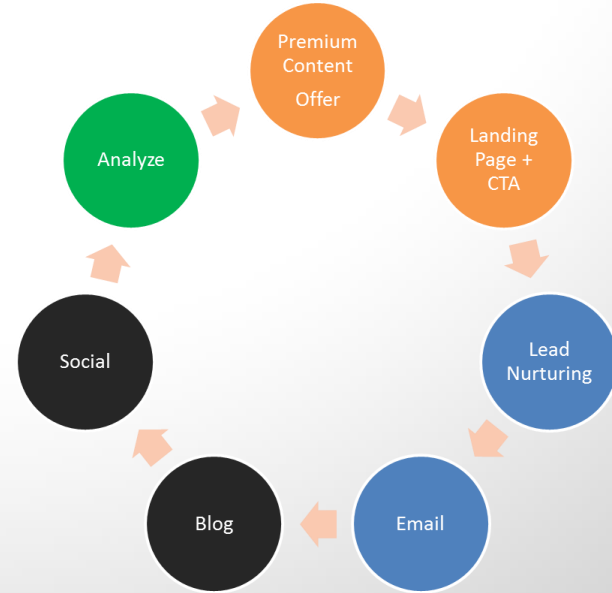 Premium
Content
Offer
Landing
Page +
CTA
Lead
Nurturing
Email
Blog
Social
Analyze